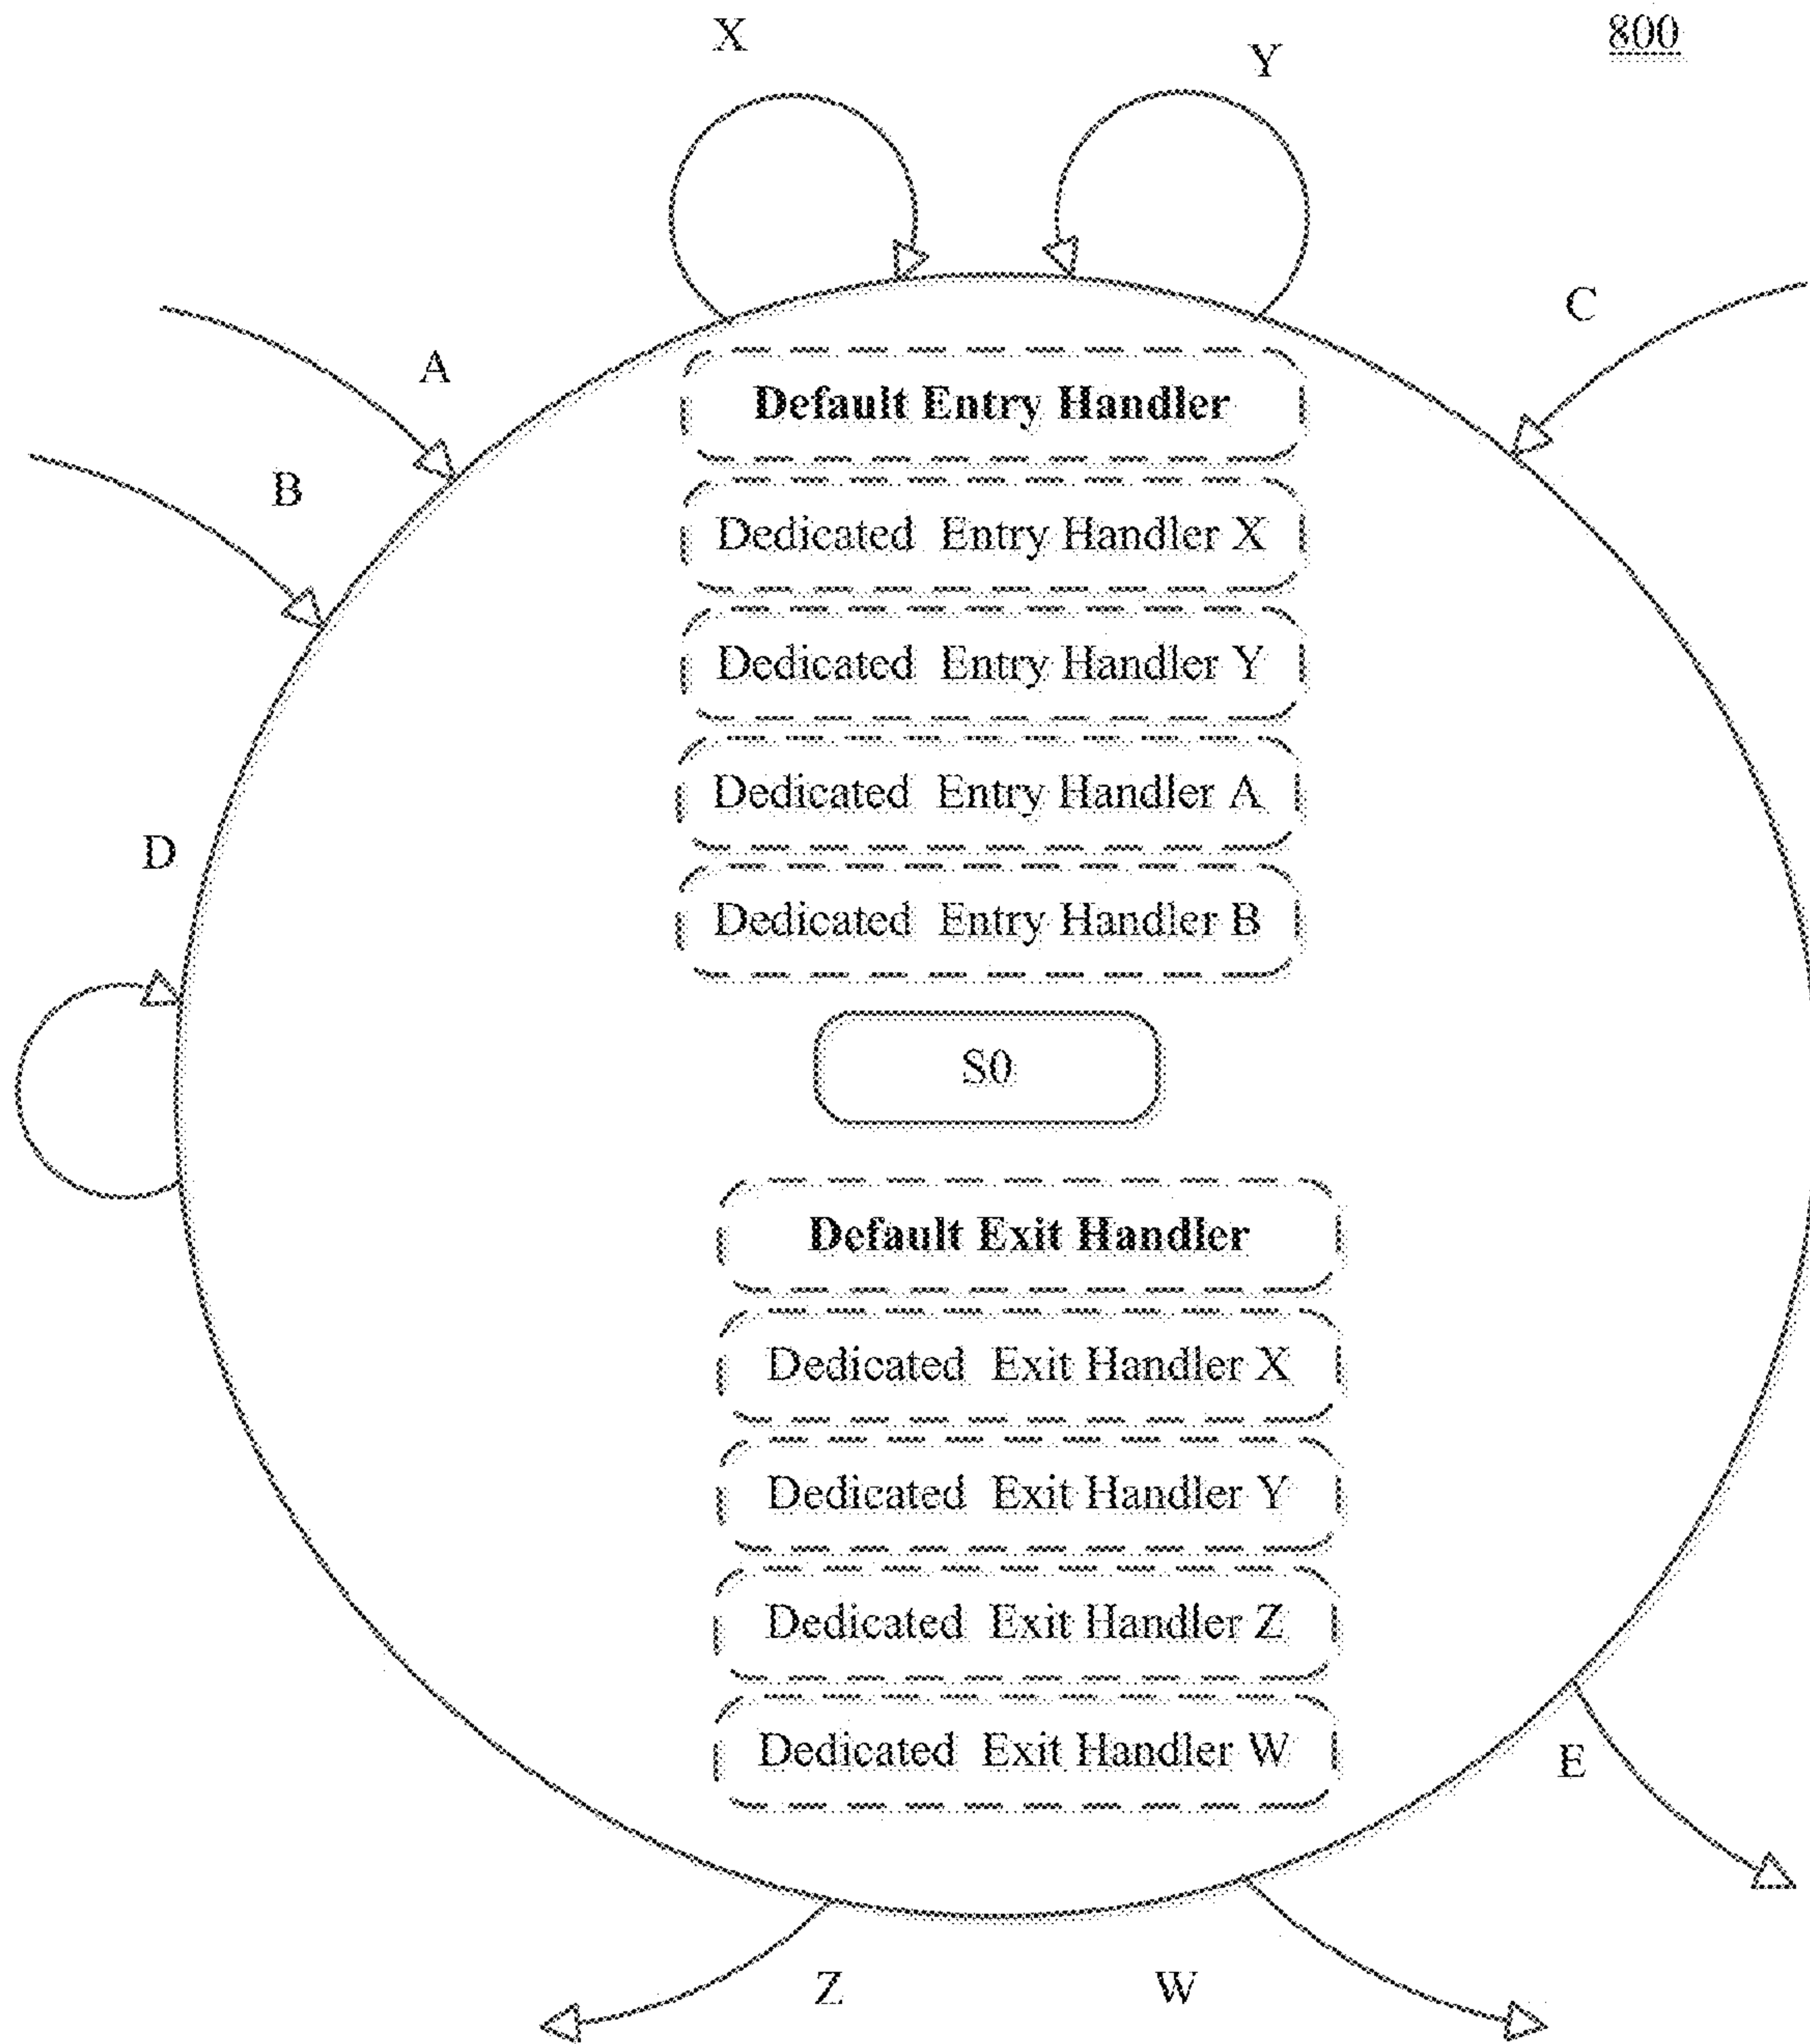 800
X
Y
C
A
B
Default Entry Handler
Dedicated Entry Handler X
Dedicated Entry Handler Y
Dedicated Entry Handler A
Dedicated Entry Handler B
D
S0
Default Exit Handler
Dedicated Exit Handler X
Dedicated Exit Handler Y
Dedicated Exit Handler Z
Dedicated Exit Handler W
E
Z
W